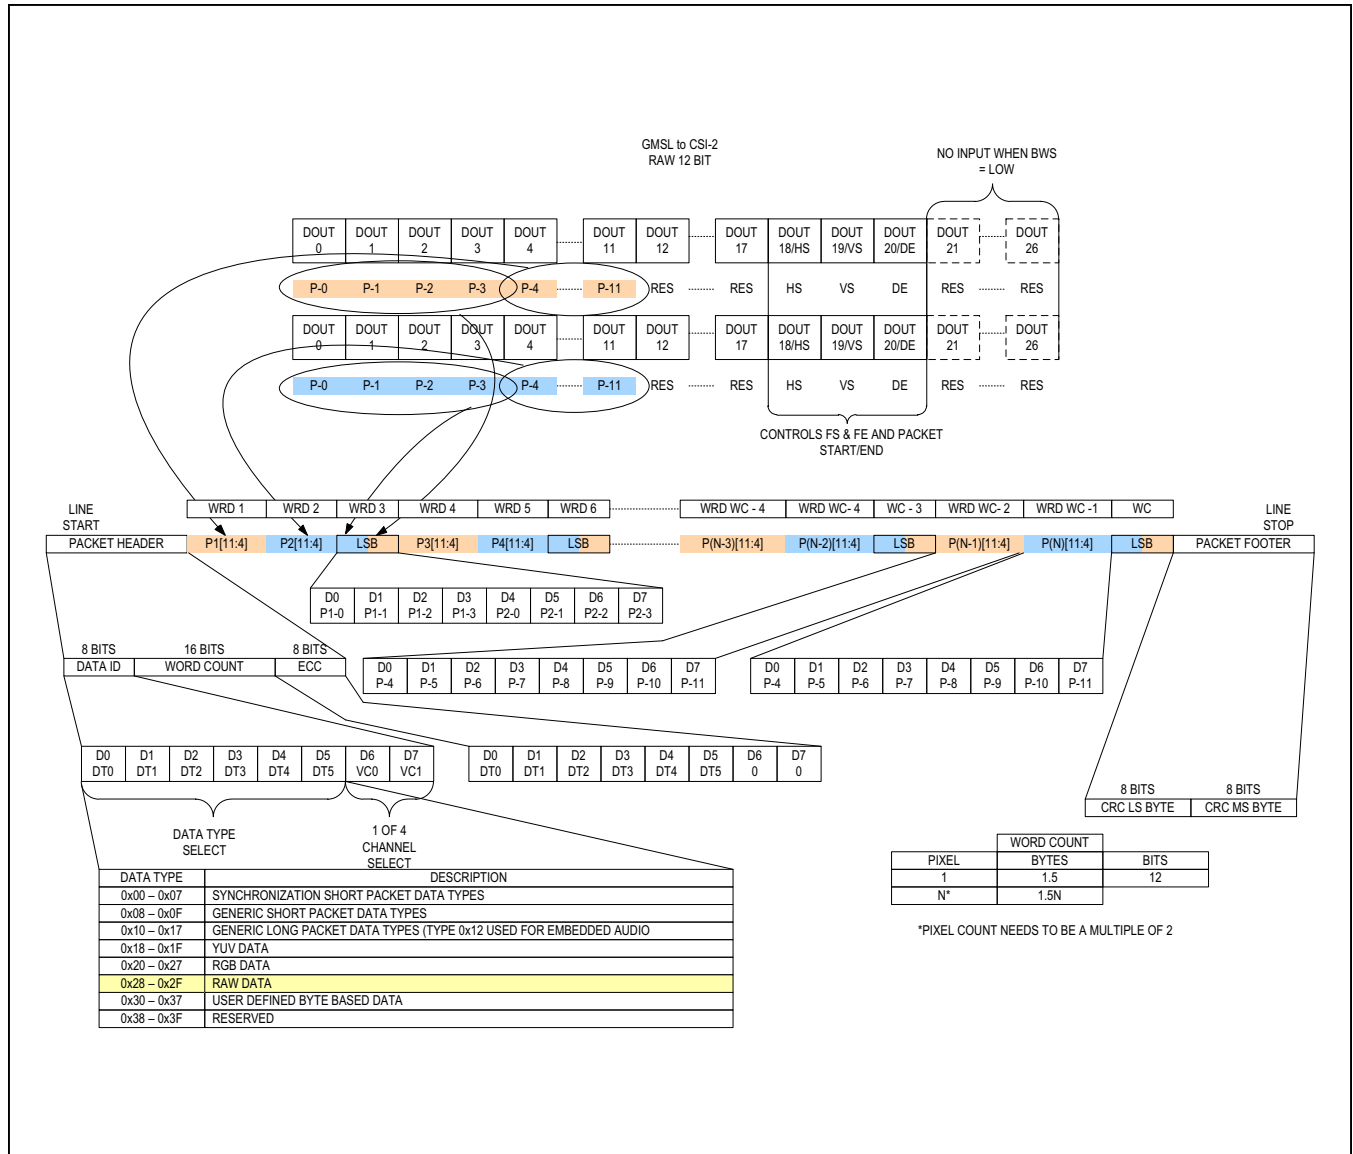 GMSL to CSI-2
RAW 12 BIT
NO INPUT WHEN BWS
= LOW
DOUT DOUT DOUT DOUT DOUT DOUT DOUT DOUT DOUT DOUT DOUT DOUT DOUT
0 1 2 3 4 11 12 17 18/HS 19/VS 20/DE 21 26
P-0 P-1 P-2 P-3 P-4 P-11 RES RES HS VS DE RES RES
DOUT DOUT DOUT DOUT DOUT DOUT DOUT DOUT DOUT DOUT DOUT DOUT DOUT
0 1 2 3 4 11 12 17 18/HS 19/VS 20/DE 21 26
P-0 P-1 P-2 P-3 P-4 P-11 RES RES HS VS DE RES RES
CONTROLS FS & FE AND PACKET
START/END
LINE
START
WRD 1 WRD 2 WRD 3 WRD 4 WRD 5 WRD 6 WRD WC - 4 WRD WC- 4 WC - 3 WRD WC- 2 WRD WC -1 WC
LINE
STOP
PACKET HEADER P1[11:4] P2[11:4] LSB P3[11:4] P4[11:4] LSB P(N-3)[11:4] P(N-2)[11:4] LSB P(N-1)[11:4] P(N)[11:4] LSB PACKET FOOTER
D0 D1 D2 D3 D4 D5 D6 D7
P1-0 P1-1 P1-2 P1-3 P2-0 P2-1 P2-2 P2-3
8 BITS 16 BITS 8 BITS
DATA ID WORD COUNT ECC
D0 D1 D2 D3 D4 D5 D6 D7
P-4 P-5 P-6 P-7 P-8 P-9 P-10 P-11
D0 D1 D2 D3 D4 D5 D6 D7
P-4 P-5 P-6 P-7 P-8 P-9 P-10 P-11
D0 D1 D2 D3 D4 D5 D6 D7
DT0 DT1 DT2 DT3 DT4 DT5 VC0 VC1
D0 D1 D2 D3 D4 D5 D6 D7
DT0 DT1 DT2 DT3 DT4 DT5 0 0
8 BITS 8 BITS
CRC LS BYTE CRC MS BYTE
DATA TYPE
SELECT
1 OF 4
CHANNEL
SELECT
WORD COUNT
PIXEL BYTES BITS
1 1.5 12
N* 1.5N
*PIXEL COUNT NEEDS TO BE A MULTIPLE OF 2
DATA TYPE DESCRIPTION
0x00 – 0x07 SYNCHRONIZATION SHORT PACKET DATA TYPES
0x08 – 0x0F GENERIC SHORT PACKET DATA TYPES
0x10 – 0x17 GENERIC LONG PACKET DATA TYPES (TYPE 0x12 USED FOR EMBEDDED AUDIO
0x18 – 0x1F YUV DATA
0x20 – 0x27 RGB DATA
0x28 – 0x2F RAW DATA
0x30 – 0x37 USER DEFINED BYTE BASED DATA
0x38 – 0x3F RESERVED